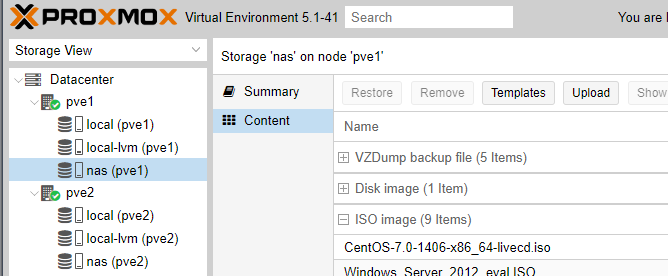 PROXMOX Virtual Environment 5.1-41 Search You are
Storage View
Storage 'nas' on node 'pve1'
Datacenter
pve1
local (pve1)
local-lvm (pve1)
nas (pve1)
pve2
local (pve2)
local-lvm (pve2)
nas (pve2)
Summary
Content
Restore Remove Templates Upload Show
Name
VZDump backup file (5 Items)
Disk image (1 Item)
ISO image (9 Items)
CentOS-7.0-1406-x86_64-livecd.iso
Windows_Server_2012_eval.ISO